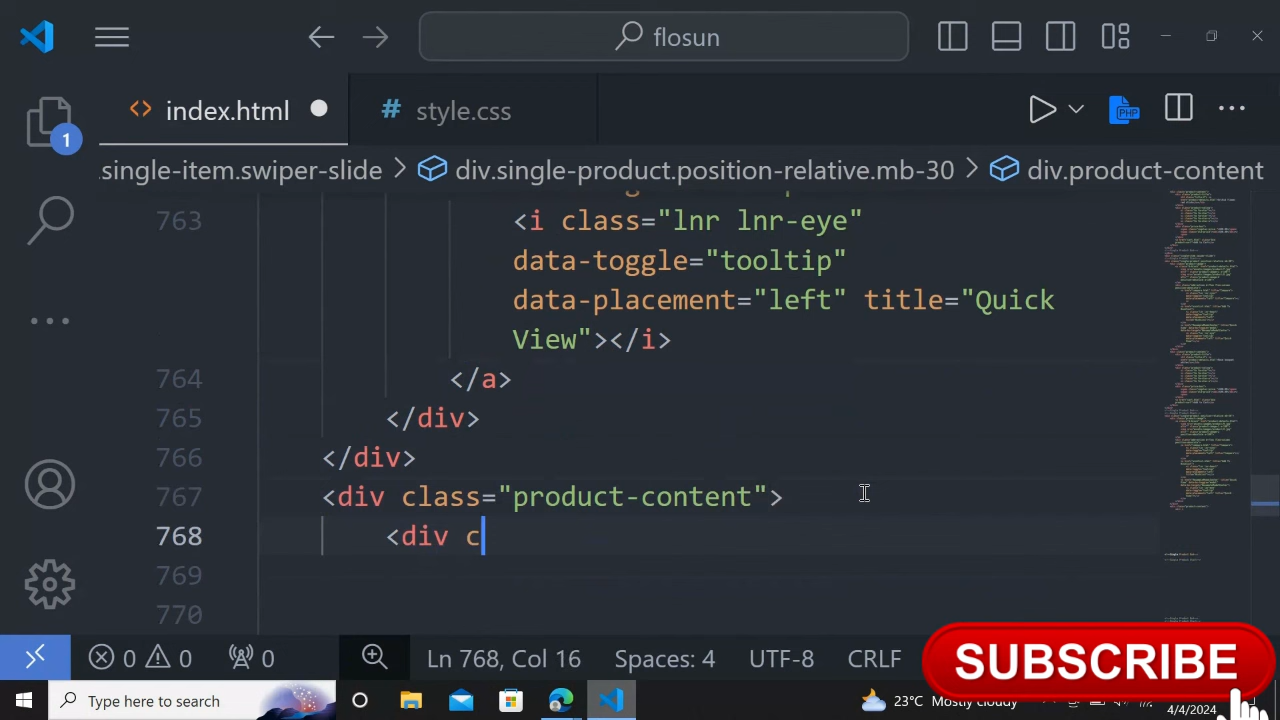 flosun
index.html
# style.css
.single-item.swiper-slide > div.single-product.position-relative.mb-30 > div.product-content
763
<i class="lnr lnr-eye"
data-toggle="tooltip"
data-placement="left" title="Quick
View"></i>
764 </a>
765 </div>
766 </div>
767 <div class="product-content"
768 <div c
769
770
1
PHP
0 0 0
Ln 768, Col 16
Spaces: 4
UTF-8
CRLF
SUBSCRIBE
Type here to search
23°C Mostly cloudy
4/4/2024